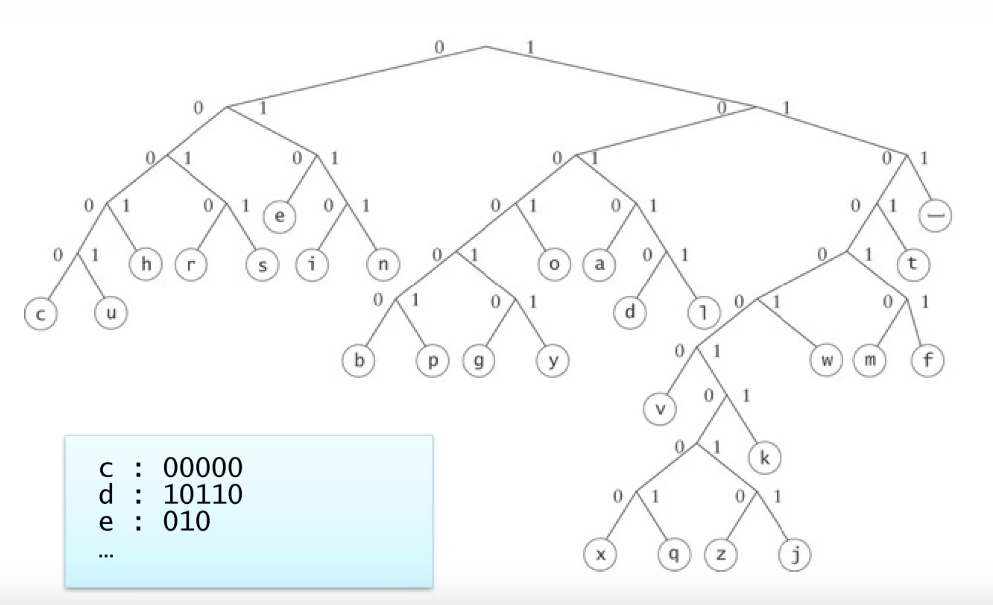 0 1
0 1 0 1
0 1 0 1 0 1 0 1
0 1 0 1 e 0 1 0 1 0 1 0 1 _
0 1 h r s i n 0 1 o a 0 1 0 1 t
c u 0 1 0 1 d l 0 1 0 1
b p g y 0 1 w m f
v 0 1
0 1 k
0 1 0 1
x q z j
c : 00000
d : 10110
e : 010
…